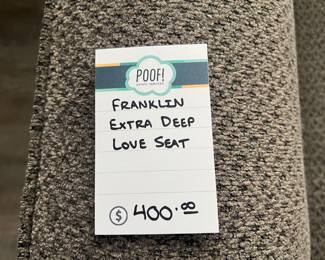 POOF!
FRANKLIN
EXTRA DEEP
LOVE SEAT
$ 400.00